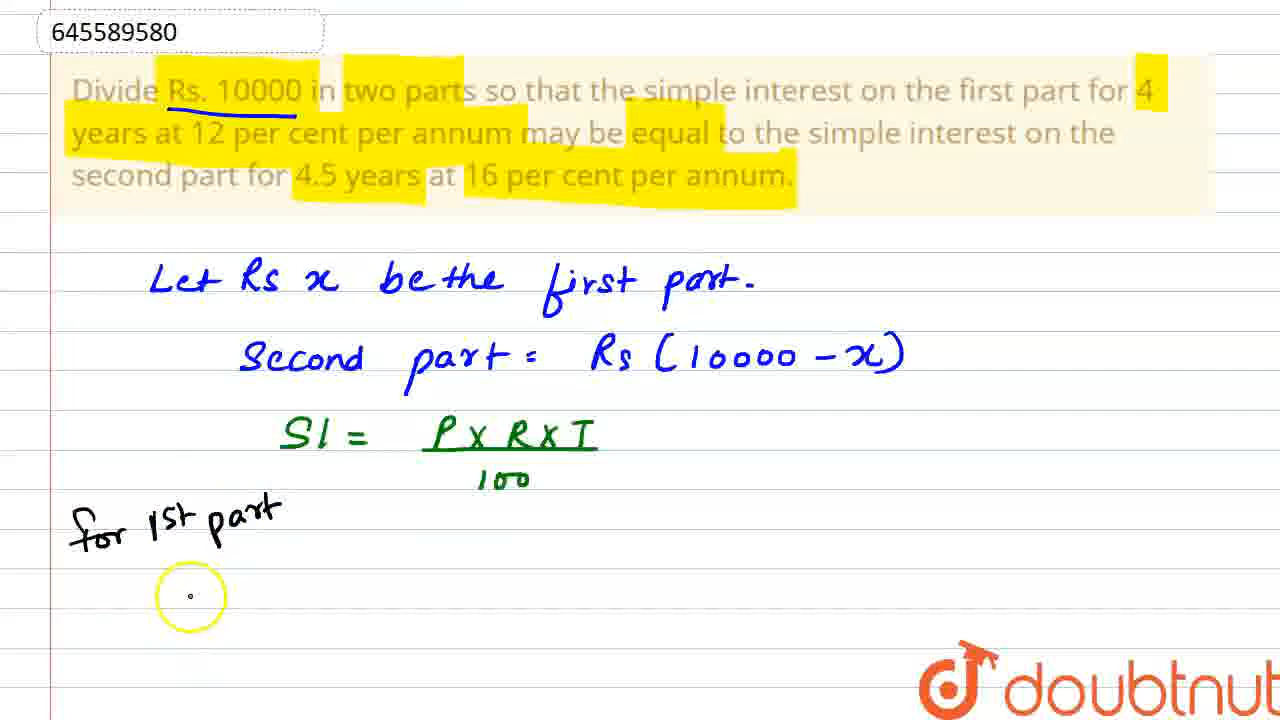 645589580
Divide Rs. 10000 in two parts so that the simple interest on the first part for 4
years at 12 per cent per annum may be equal to the simple interest on the
second part for 4.5 years at 16 per cent per annum.
Let Rs x be the first part.
Second part = Rs (10000 - x)
SI = P x R x T
100
for 1st part
doubtnut